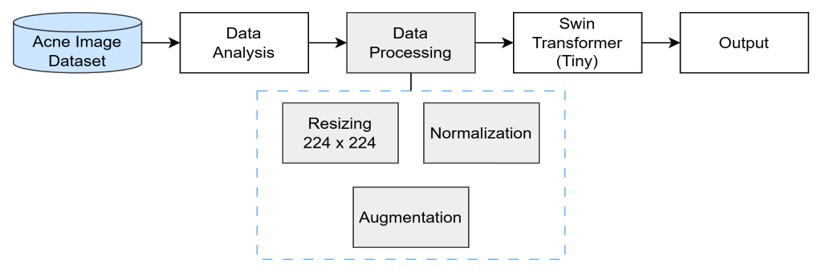 Acne Image
Dataset
Data
Analysis
Data
Processing
Swin
Transformer
(Tiny)
Output
Resizing
224 x 224
Normalization
Augmentation